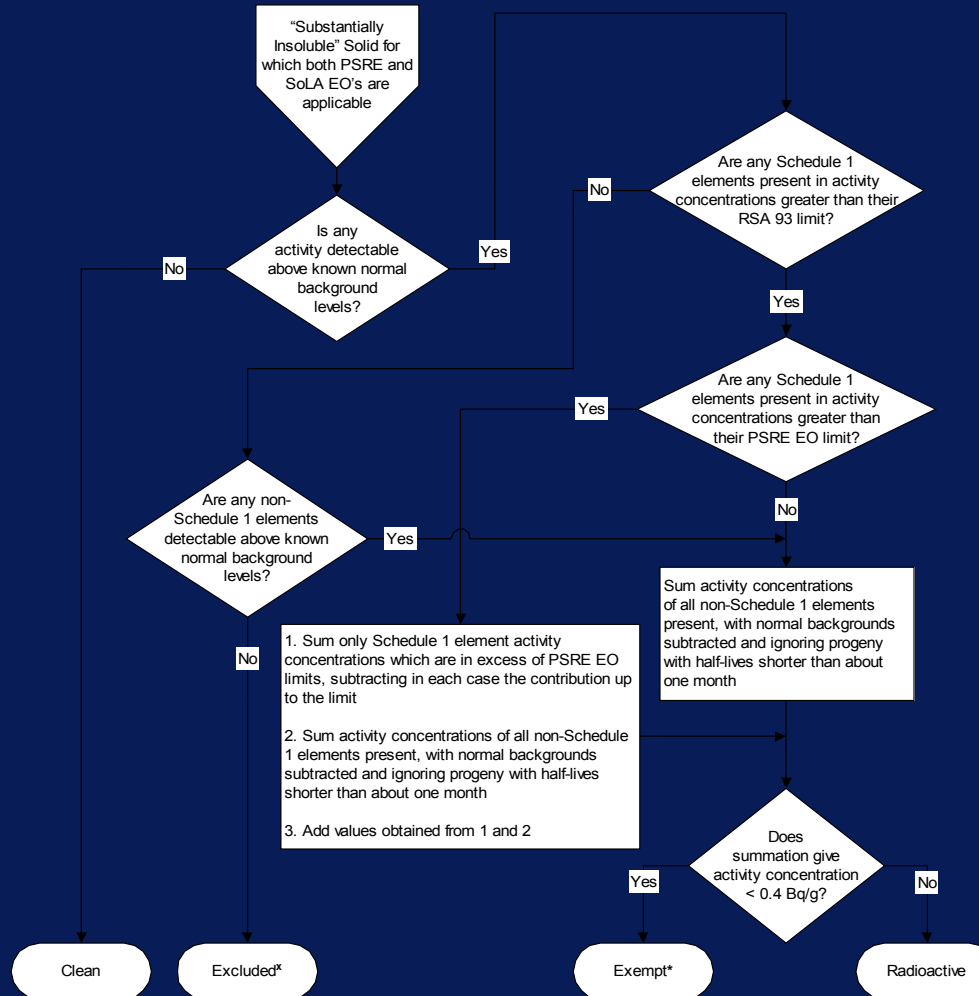 “Substantially
Insoluble” Solid for
which both PSRE and
SoLA EO’s are
applicable
Are any Schedule 1
elements present in activity
concentrations greater than their
RSA 93 limit?
No
Is any
activity detectable
above known normal
background
levels?
Yes
No
Yes
Are any Schedule 1
elements present in activity
concentrations greater than
their PSRE EO limit?
Yes
No
Are any non-
Schedule 1 elements
detectable above known
normal background
levels?
Yes
No
Sum activity concentrations
of all non-Schedule 1 elements
present, with normal backgrounds
subtracted and ignoring progeny
with half-lives shorter than about
one month
1. Sum only Schedule 1 element activity
concentrations which are in excess of PSRE EO
limits, subtracting in each case the contribution up
to the limit
2. Sum activity concentrations of all non-Schedule
1 elements present, with normal backgrounds
subtracted and ignoring progeny with half-lives
shorter than about one month
3. Add values obtained from 1 and 2
Does
summation give
activity concentration
< 0.4 Bq/g?
Yes
No
Clean
Excludedˣ
Exempt*
Radioactive